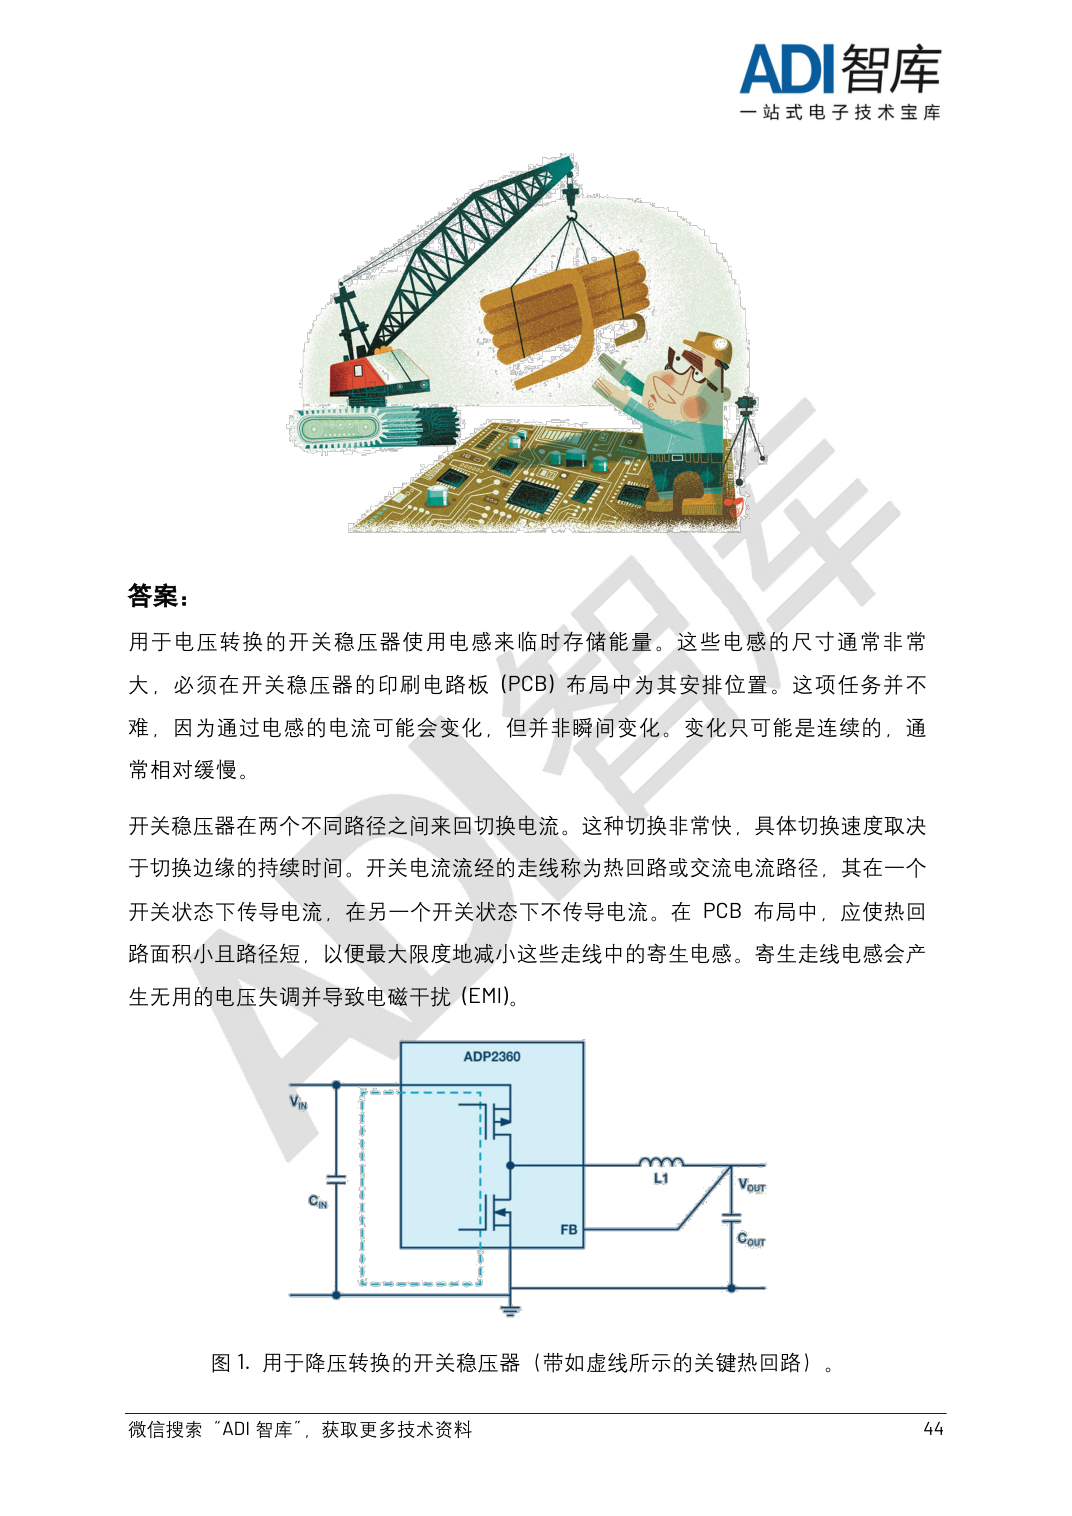 ADI智库
一站式电子技术宝库
答案：
用于电压转换的开关稳压器使用电感来临时存储能量。这些电感的尺寸通常非常
大，必须在开关稳压器的印刷电路板 (PCB) 布局中为其安排位置。这项任务并不
难，因为通过电感的电流可能会变化，但并非瞬间变化。变化只可能是连续的，通
常相对缓慢。
开关稳压器在两个不同路径之间来回切换电流。这种切换非常快，具体切换速度取决
于切换边缘的持续时间。开关电流流经的走线称为热回路或交流电流路径，其在一个
开关状态下传导电流，在另一个开关状态下不传导电流。在 PCB 布局中，应使热回
路面积小且路径短，以便最大限度地减小这些走线中的寄生电感。寄生走线电感会产
生无用的电压失调并导致电磁干扰 (EMI)。
ADP2360
VIN
CIN
L1
VOUT
FB
COUT
图 1. 用于降压转换的开关稳压器（带如虚线所示的关键热回路）。
微信搜索“ADI 智库”，获取更多技术资料 44
ADI智库